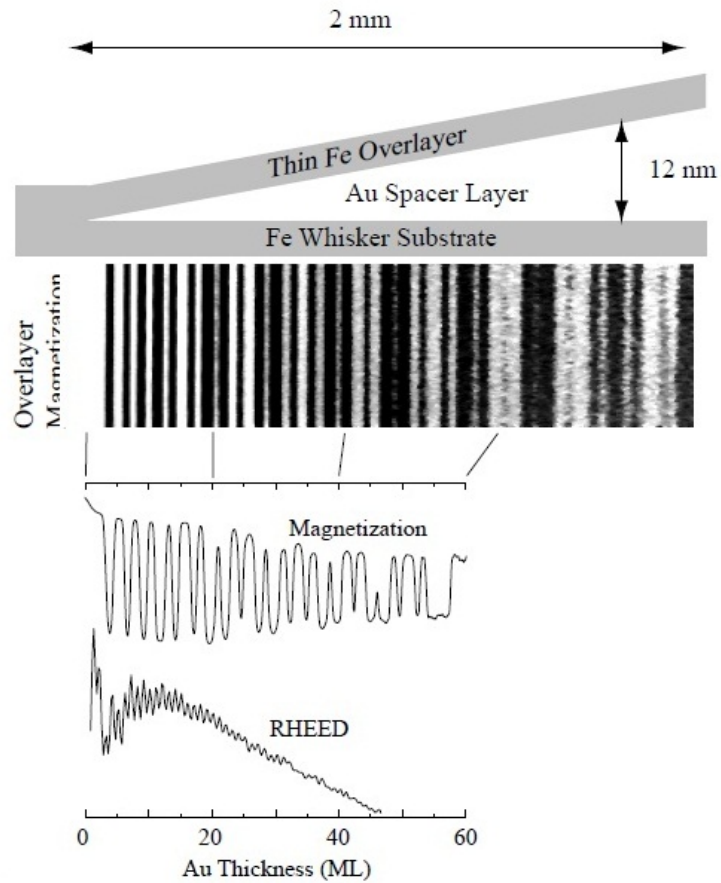 2 mm
Thin Fe Overlayer
12 nm
Au Spacer Layer
Fe Whisker Substrate
Overlayer
Magnetization
Magnetization
RHEED
0 20 40 60
Au Thickness (ML)